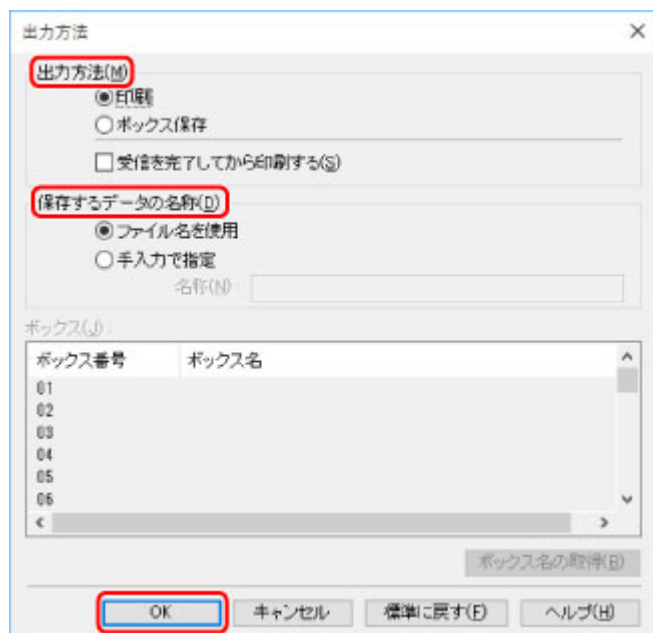 出力方法
出力方法(M)
印刷
ボックス保存
受信を完了してから印刷する(S)
保存するデータの名称(D)
ファイル名を使用
手入力で指定
名称(N):
ボックス(J):
ボックス番号 ボックス名
01
02
03
04
05
06
ボックス名の取得(B)
OK キャンセル 標準に戻す(F) ヘルプ(H)